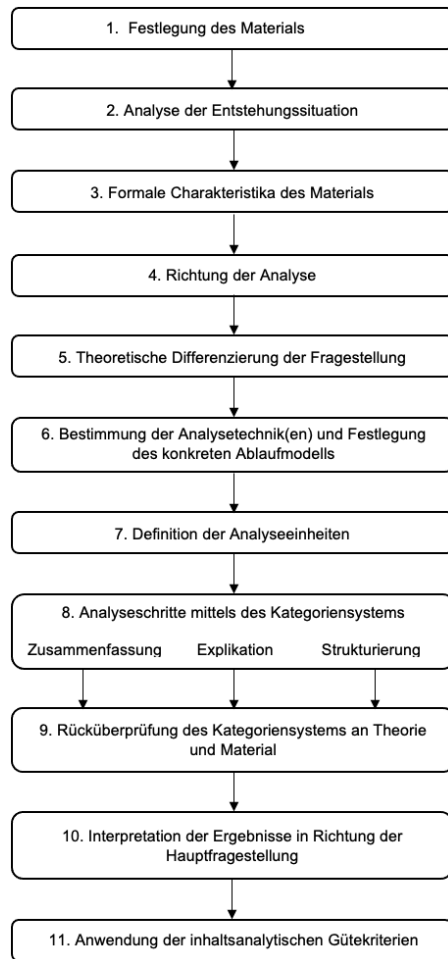 1. Festlegung des Materials
2. Analyse der Entstehungssituation
3. Formale Charakteristika des Materials
4. Richtung der Analyse
5. Theoretische Differenzierung der Fragestellung
6. Bestimmung der Analysetechnik(en) und Festlegung
des konkreten Ablaufmodells
7. Definition der Analyseeinheiten
8. Analyseschritte mittels des Kategoriensystems
Zusammenfassung Explikation Strukturierung
9. Rücküberprüfung des Kategoriensystems an Theorie
und Material
10. Interpretation der Ergebnisse in Richtung der
Hauptfragestellung
11. Anwendung der inhaltsanalytischen Gütekriterien